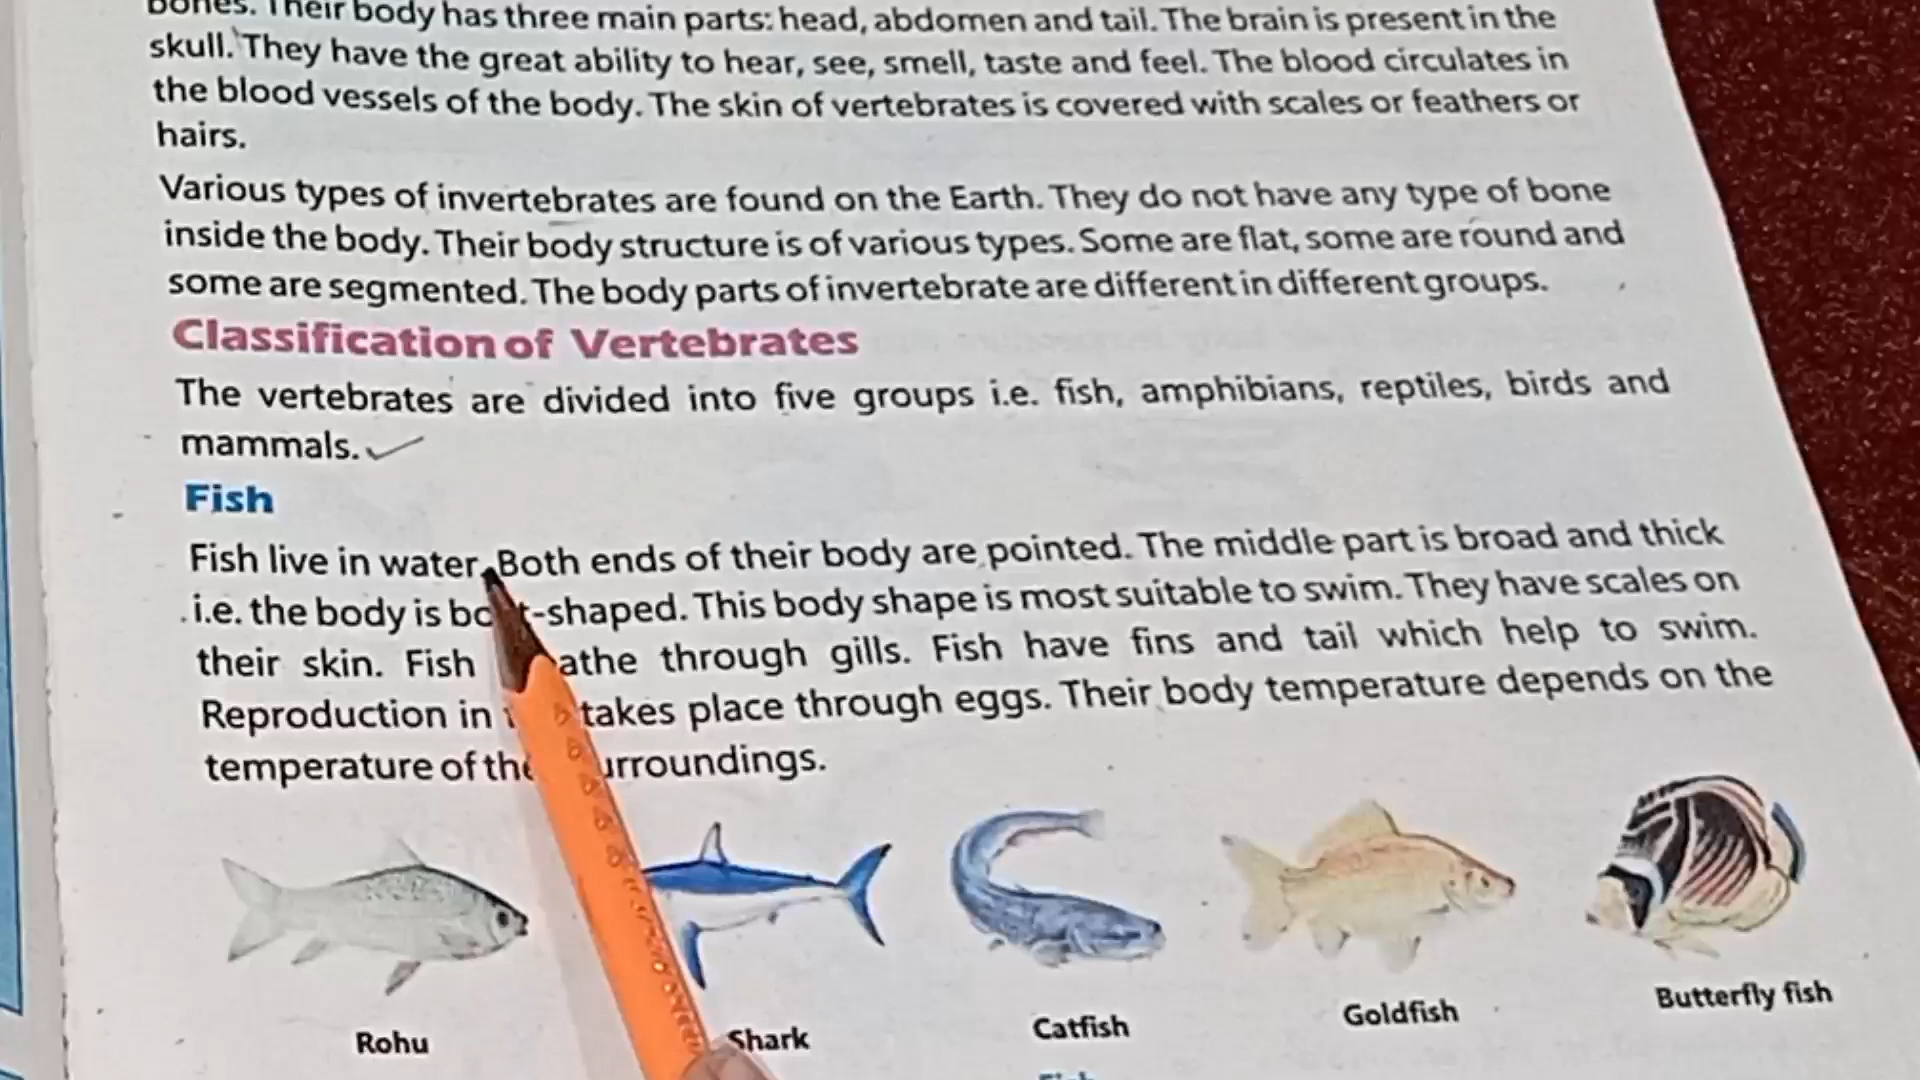 bones. Their body has three main parts: head, abdomen and tail. The brain is present in the
skull. They have the great ability to hear, see, smell, taste and feel. The blood circulates in
the blood vessels of the body. The skin of vertebrates is covered with scales or feathers or
hairs.
Various types of invertebrates are found on the Earth. They do not have any type of bone
inside the body. Their body structure is of various types. Some are flat, some are round and
some are segmented. The body parts of invertebrate are different in different groups.
Classification of Vertebrates
The vertebrates are divided into five groups i.e. fish, amphibians, reptiles, birds and
mammals.
Fish
Fish live in water. Both ends of their body are pointed. The middle part is broad and thick
i.e. the body is -shaped. This body shape is most suitable to swim. They have scales on
their skin. Fish through gills. Fish have fins and tail which help to swim.
Reproduction in takes place through eggs. Their body temperature depends on the
temperature of surroundings.
Rohu
Shark
Catfish
Goldfish
Butterfly fish